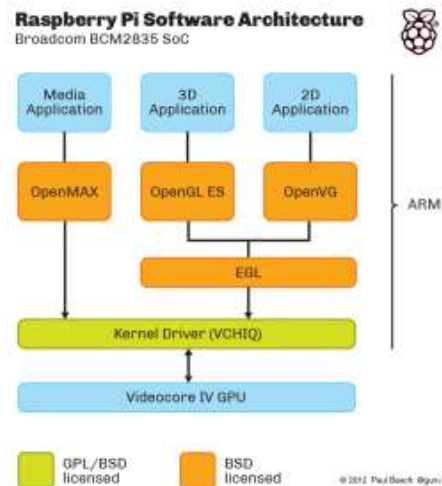 Raspberry Pi Software Architecture
Broadcom BCM2835 SoC
Media
Application
3D
Application
2D
Application
OpenMAX
OpenGL ES
OpenVG
ARM
EGL
Kernel Driver (VCHIQ)
Videocore IV GPU
GPL/BSD
licensed
BSD
licensed
© 2012 Paul Beech